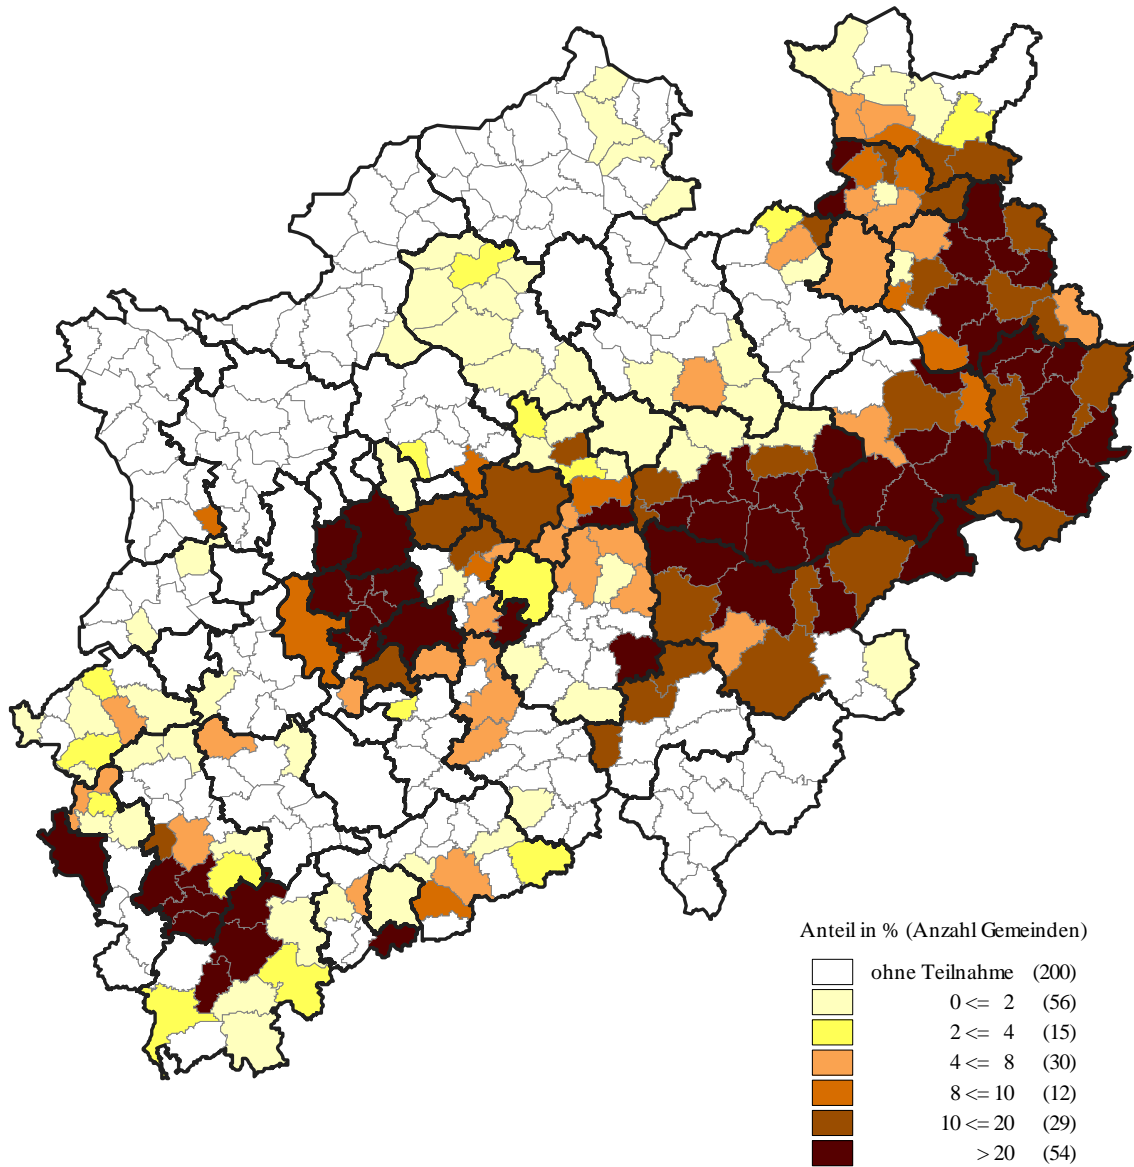 Anteil in % (Anzahl Gemeinden)
ohne Teilnahme (200)
0 <= 2 (56)
2 <= 4 (15)
4 <= 8 (30)
8 <= 10 (12)
10 <= 20 (29)
> 20 (54)